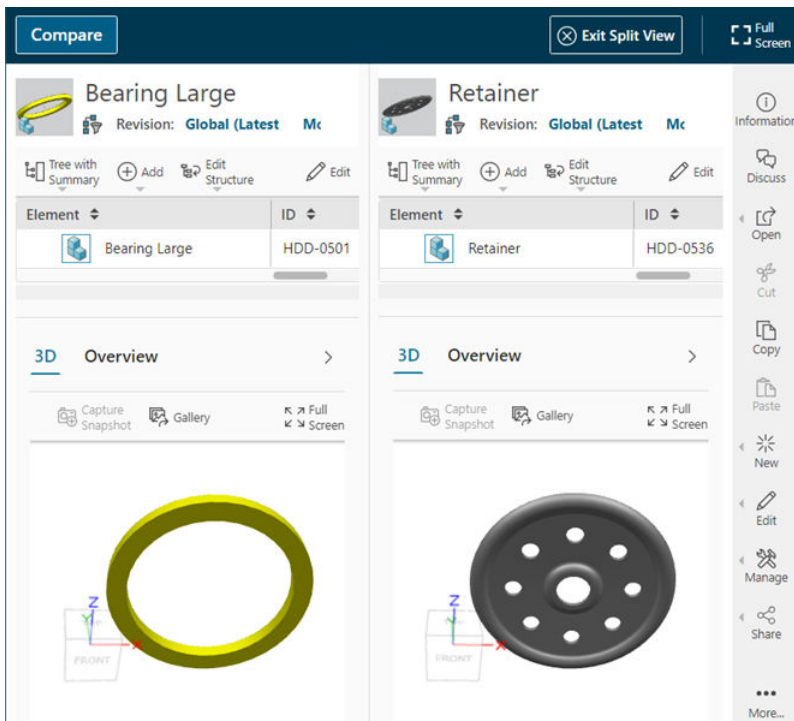 Compare
Exit Split View
Full
Screen
Bearing Large
Revision: Global (Latest Mc
Tree with
Summary
Add
Edit
Structure
Edit
Element
ID
Bearing Large
HDD-0501
3D
Overview
Capture
Snapshot
Gallery
Full
Screen
Z
Y
X
FRONT
Retainer
Revision: Global (Latest Mc
Tree with
Summary
Add
Edit
Structure
Edit
Element
ID
Retainer
HDD-0536
3D
Overview
Capture
Snapshot
Gallery
Full
Screen
Z
Y
X
FRONT
Information
Discuss
Open
Cut
Copy
Paste
New
Edit
Manage
Share
More...